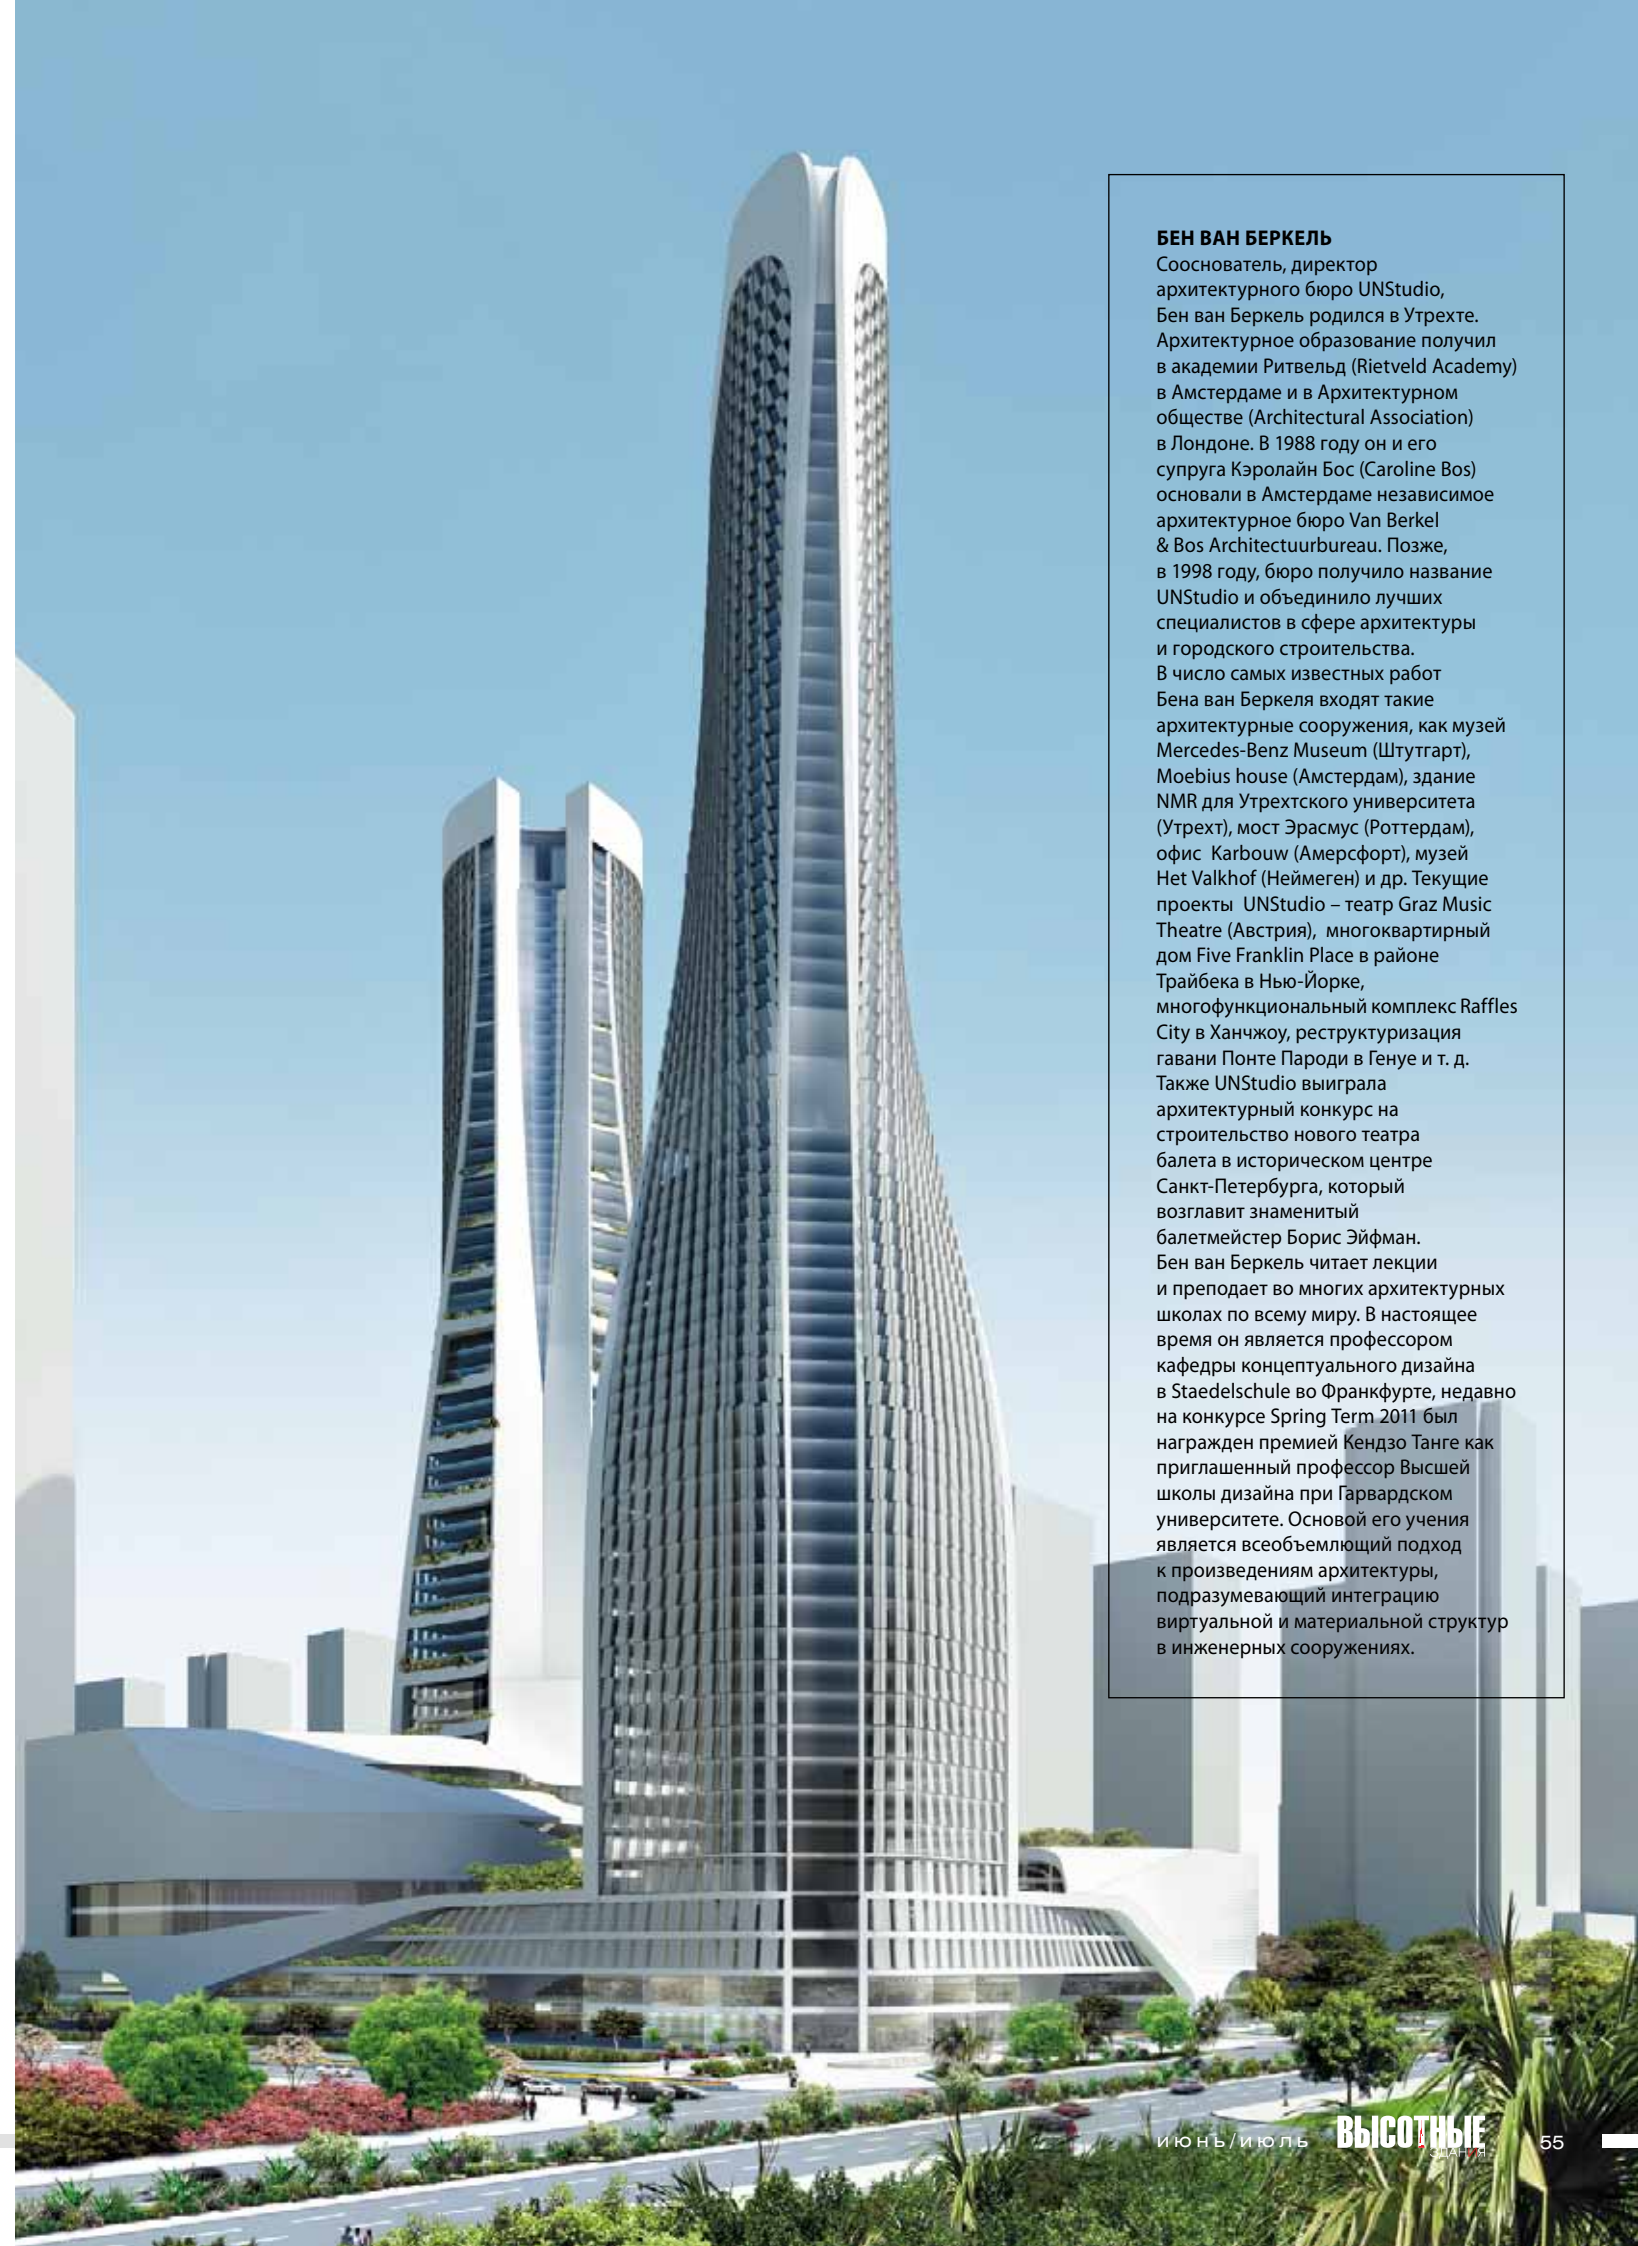 БЕН ВАН БЕРКЕЛЬ
Сооснователь, директор
архитектурного бюро UNStudio,
Бен ван Беркель родился в Утрехте.
Архитектурное образование получил
в академии Ритвельд (Rietveld Academy)
в Амстердаме и в Архитектурном
обществе (Architectural Association)
в Лондоне. В 1988 году он и его
супруга Кэролайн Бос (Caroline Bos)
основали в Амстердаме независимое
архитектурное бюро Van Berkel
& Bos Architectuurbureau. Позже,
в 1998 году, бюро получило название
UNStudio и объединило лучших
специалистов в сфере архитектуры
и городского строительства.
В число самых известных работ
Бена ван Беркеля входят такие
архитектурные сооружения, как музей
Mercedes-Benz Museum (Штутгарт),
Moebius house (Амстердам), здание
NMR для Утрехтского университета
(Утрехт), мост Эрасмус (Роттердам),
офис Karbouw (Амерсфорт), музей
Het Valkhof (Неймеген) и др. Текущие
проекты UNStudio – театр Graz Music
Theatre (Австрия), многоквартирный
дом Five Franklin Place в районе
Трайбека в Нью-Йорке,
многофункциональный комплекс Raffles
City в Ханчжоу, реструктуризация
гавани Понте Пароди в Генуе и т. д.
Также UNStudio выиграла
архитектурный конкурс на
строительство нового театра
балета в историческом центре
Санкт-Петербурга, который
возглавит знаменитый
балетмейстер Борис Эйфман.
Бен ван Беркель читает лекции
и преподает во многих архитектурных
школах по всему миру. В настоящее
время он является профессором
кафедры концептуального дизайна
в Staedelschule во Франкфурте, недавно
на конкурсе Spring Term 2011 был
награжден премией Кендзо Танге как
приглашенный профессор Высшей
школы дизайна при Гарвардском
университете. Основой его учения
является всеобъемлющий подход
к произведениям архитектуры,
подразумевающий интеграцию
виртуальной и материальной структур
в инженерных сооружениях.
июнь/июль ВЫСОТНЫЕ ЗДАНИЯ 55